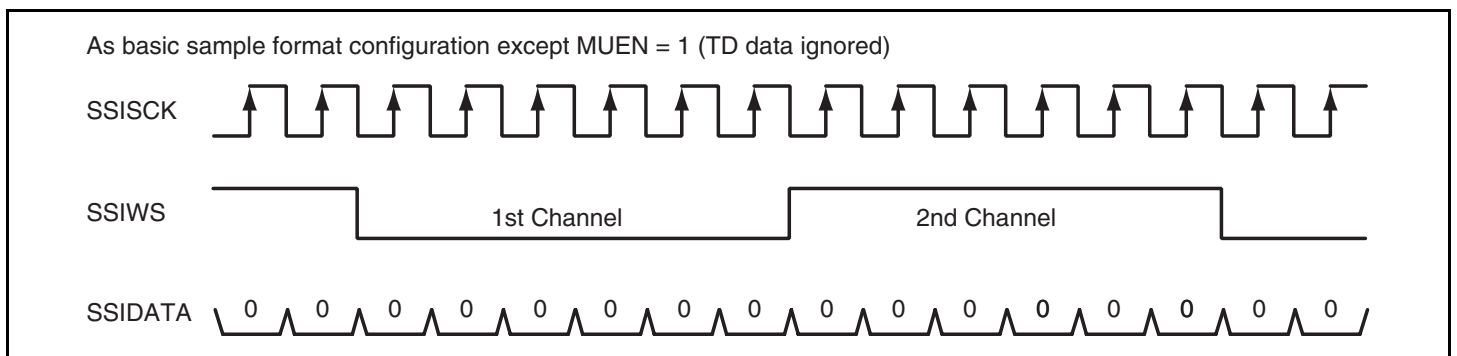 As basic sample format configuration except MUEN = 1 (TD data ignored)
SSISCK
SSIWS 1st Channel 2nd Channel
SSIDATA 0 0 0 0 0 0 0 0 0 0 0 0 0 0 0 0